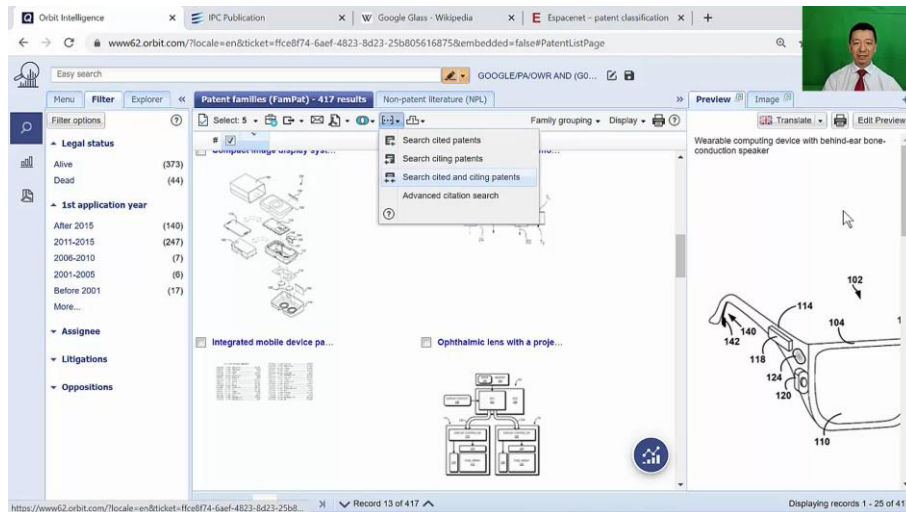 Orbit Intelligence
IPC Publication
Google Glass - Wikipedia
Espacenet – patent classification
www62.orbit.com/?locale=en&ticket=ffce8f74-6aef-4823-8d23-25b805616875&embedded=false#PatentListPage
Easy search
GOOGLE/PA/OWR AND (GO...
Menu Filter Explorer
Patent families (FamPat) - 417 results Non-patent literature (NPL)
Preview Image
Filter options
Select: 5
Family grouping Display
Translate Edit Preview
Legal status
Alive (373)
Dead (44)
1st application year
After 2015 (140)
2011-2015 (247)
2006-2010 (7)
2001-2005 (6)
Before 2001 (17)
More...
Assignee
Litigations
Oppositions
#
Compact image display syst...
Search cited patents
Search citing patents
Search cited and citing patents
Advanced citation search
Integrated mobile device pa...
Ophthalmic lens with a proje...
Wearable computing device with behind-ear bone-
conduction speaker
102
114
104
140
142
118
124
120
110
Record 13 of 417
Displaying records 1 - 25 of 41
https://www62.orbit.com/?locale=en&ticket=ffce8f74-6aef-4823-8d23-25b8...